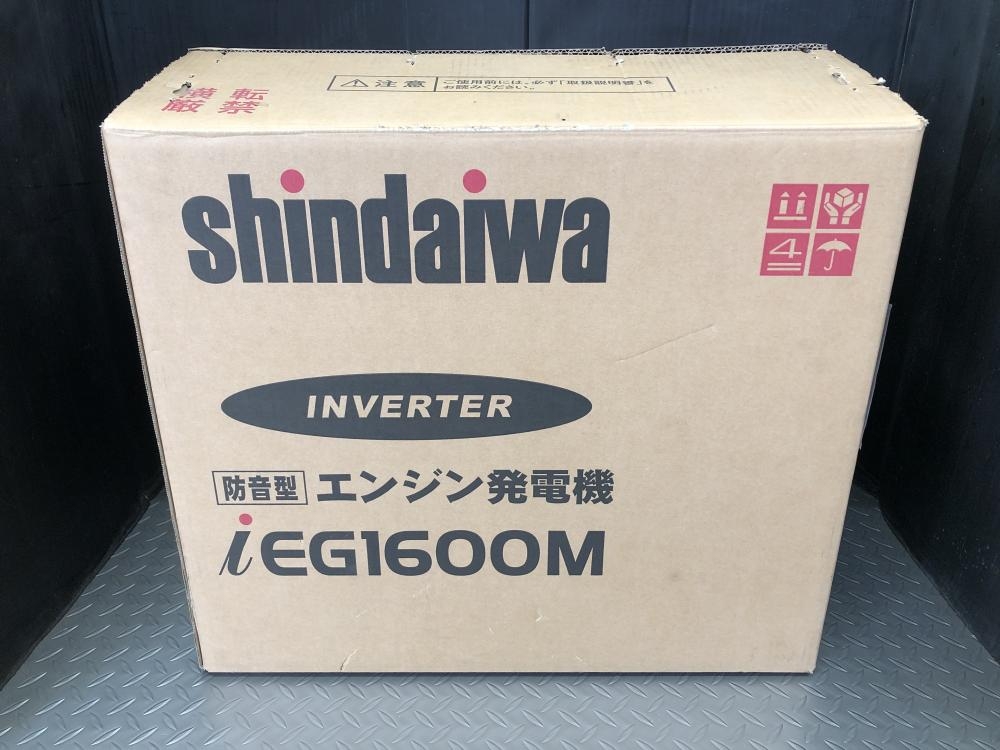 横転
厳禁
⚠注意 ご使用前には、必ず「取扱説明書」を
お読みください。
shindaiwa
4
INVERTER
防音型 エンジン発電機
iEG1600M